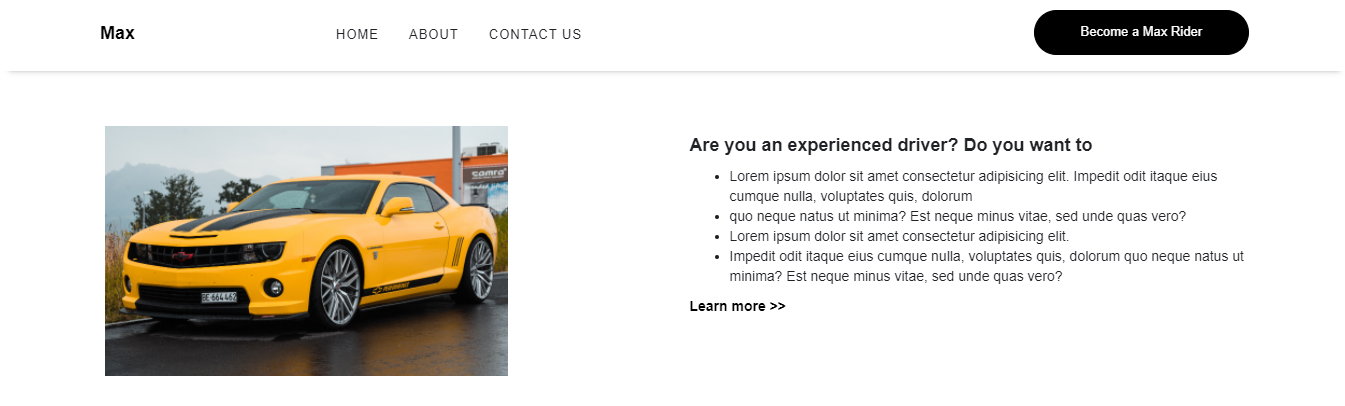 Max
HOME
ABOUT
CONTACT US
Become a Max Rider
camra
PERFORMANCE
BE 664462
Are you an experienced driver? Do you want to
Lorem ipsum dolor sit amet consectetur adipisicing elit. Impedit odit itaque eius
cumque nulla, voluptates quis, dolorum
quo neque natus ut minima? Est neque minus vitae, sed unde quas vero?
Lorem ipsum dolor sit amet consectetur adipisicing elit.
Impedit odit itaque eius cumque nulla, voluptates quis, dolorum quo neque natus ut
minima? Est neque minus vitae, sed unde quas vero?
Learn more >>